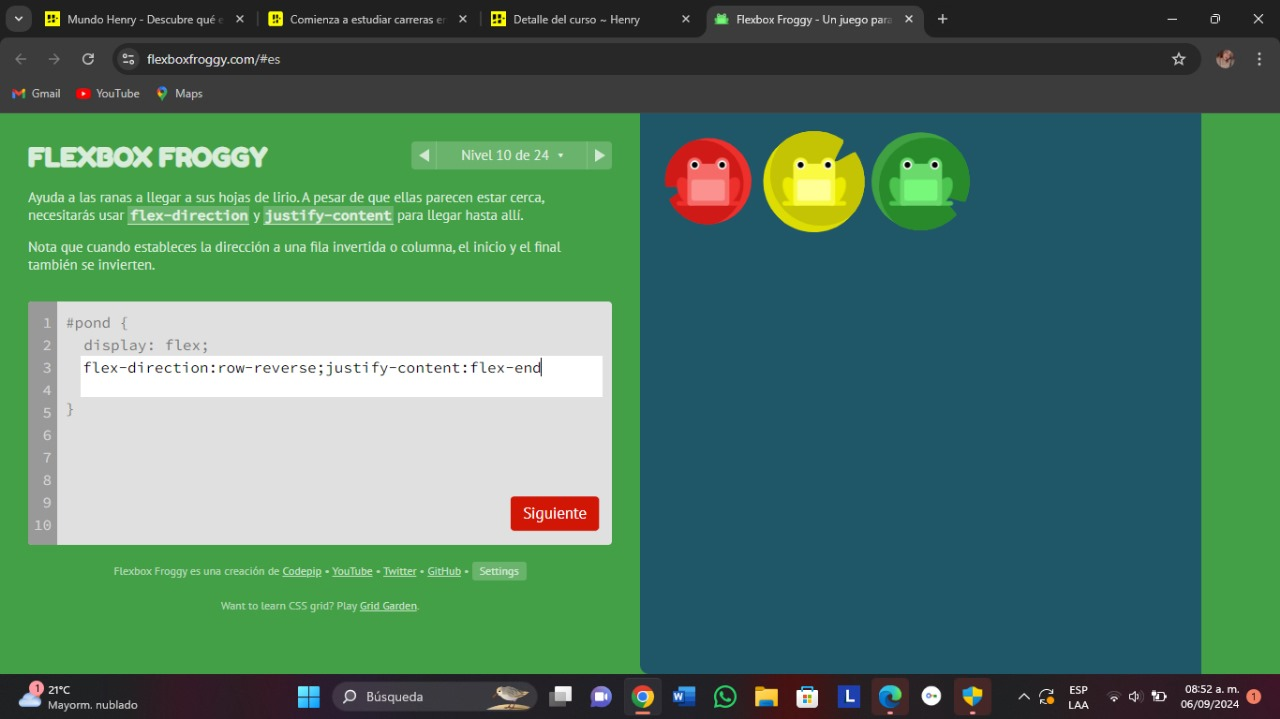 Mundo Henry - Descubre qué e
Comienza a estudiar carreras en
Detalle del curso ~ Henry
Flexbox Froggy - Un juego para
flexboxfroggy.com/#es
Gmail
YouTube
Maps
FLEXBOX FROGGY
Nivel 10 de 24
Ayuda a las ranas a llegar a sus hojas de lirio. A pesar de que ellas parecen estar cerca,
necesitarás usar flex-direction y justify-content para llegar hasta allí.
Nota que cuando estableces la dirección a una fila invertida o columna, el inicio y el final
también se invierten.
1 #pond {
2 display: flex;
3 flex-direction:row-reverse;justify-content:flex-end
4
5 }
6
7
8
9
10
Siguiente
Flexbox Froggy es una creación de Codepip • YouTube • Twitter • GitHub • Settings
Want to learn CSS grid? Play Grid Garden.
1
21°C
Mayorm. nublado
Búsqueda
W
L
ESP
LAA
08:52 a. m.
06/09/2024
1